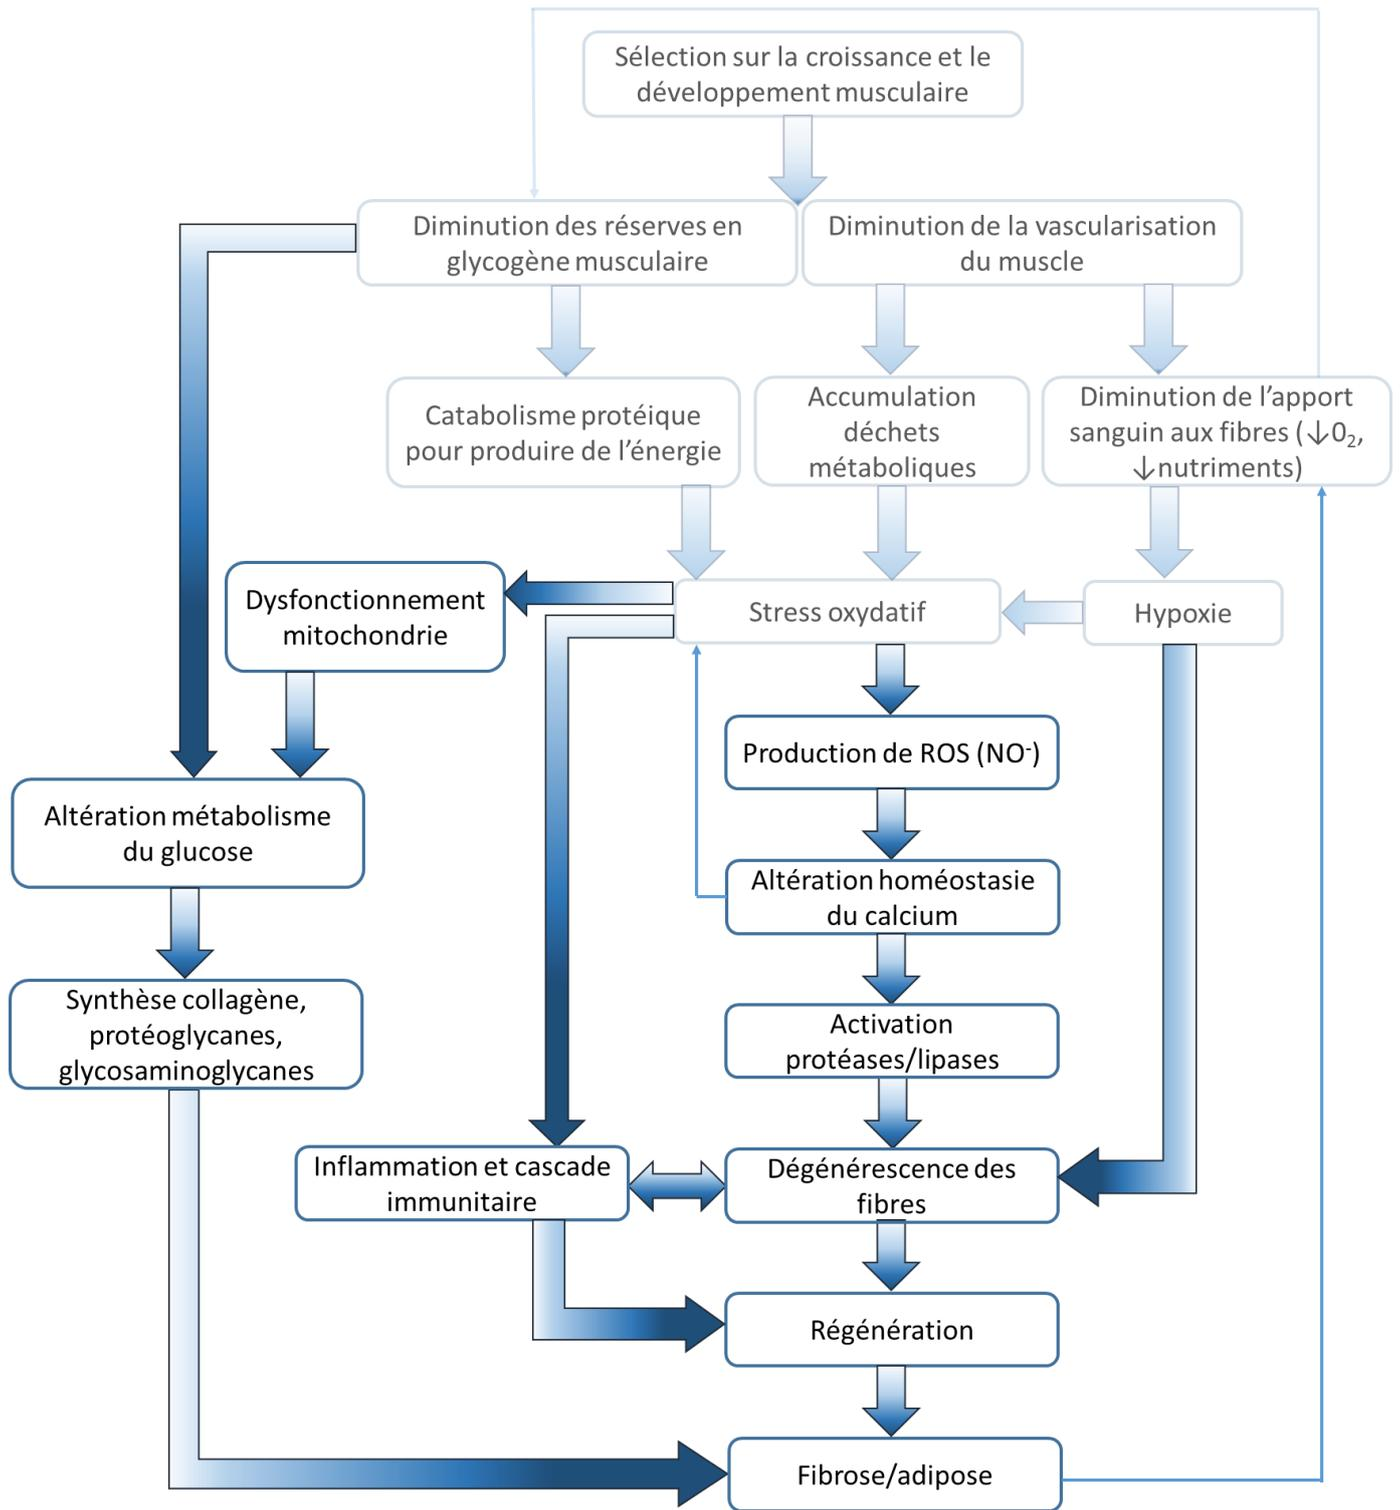 Sélection sur la croissance et le
développement musculaire
Diminution des réserves en
glycogène musculaire
Diminution de la vascularisation
du muscle
Catabolisme protéique
pour produire de l’énergie
Accumulation
déchets
métaboliques
Diminution de l’apport
sanguin aux fibres (↓0₂,
↓nutriments)
Dysfonctionnement
mitochondrie
Stress oxydatif
Hypoxie
Production de ROS (NO⁻)
Altération métabolisme
du glucose
Altération homéostasie
du calcium
Synthèse collagène,
protéoglycanes,
glycosaminoglycanes
Activation
protéases/lipases
Inflammation et cascade
immunitaire
Dégénérescence des
fibres
Régénération
Fibrose/adipose